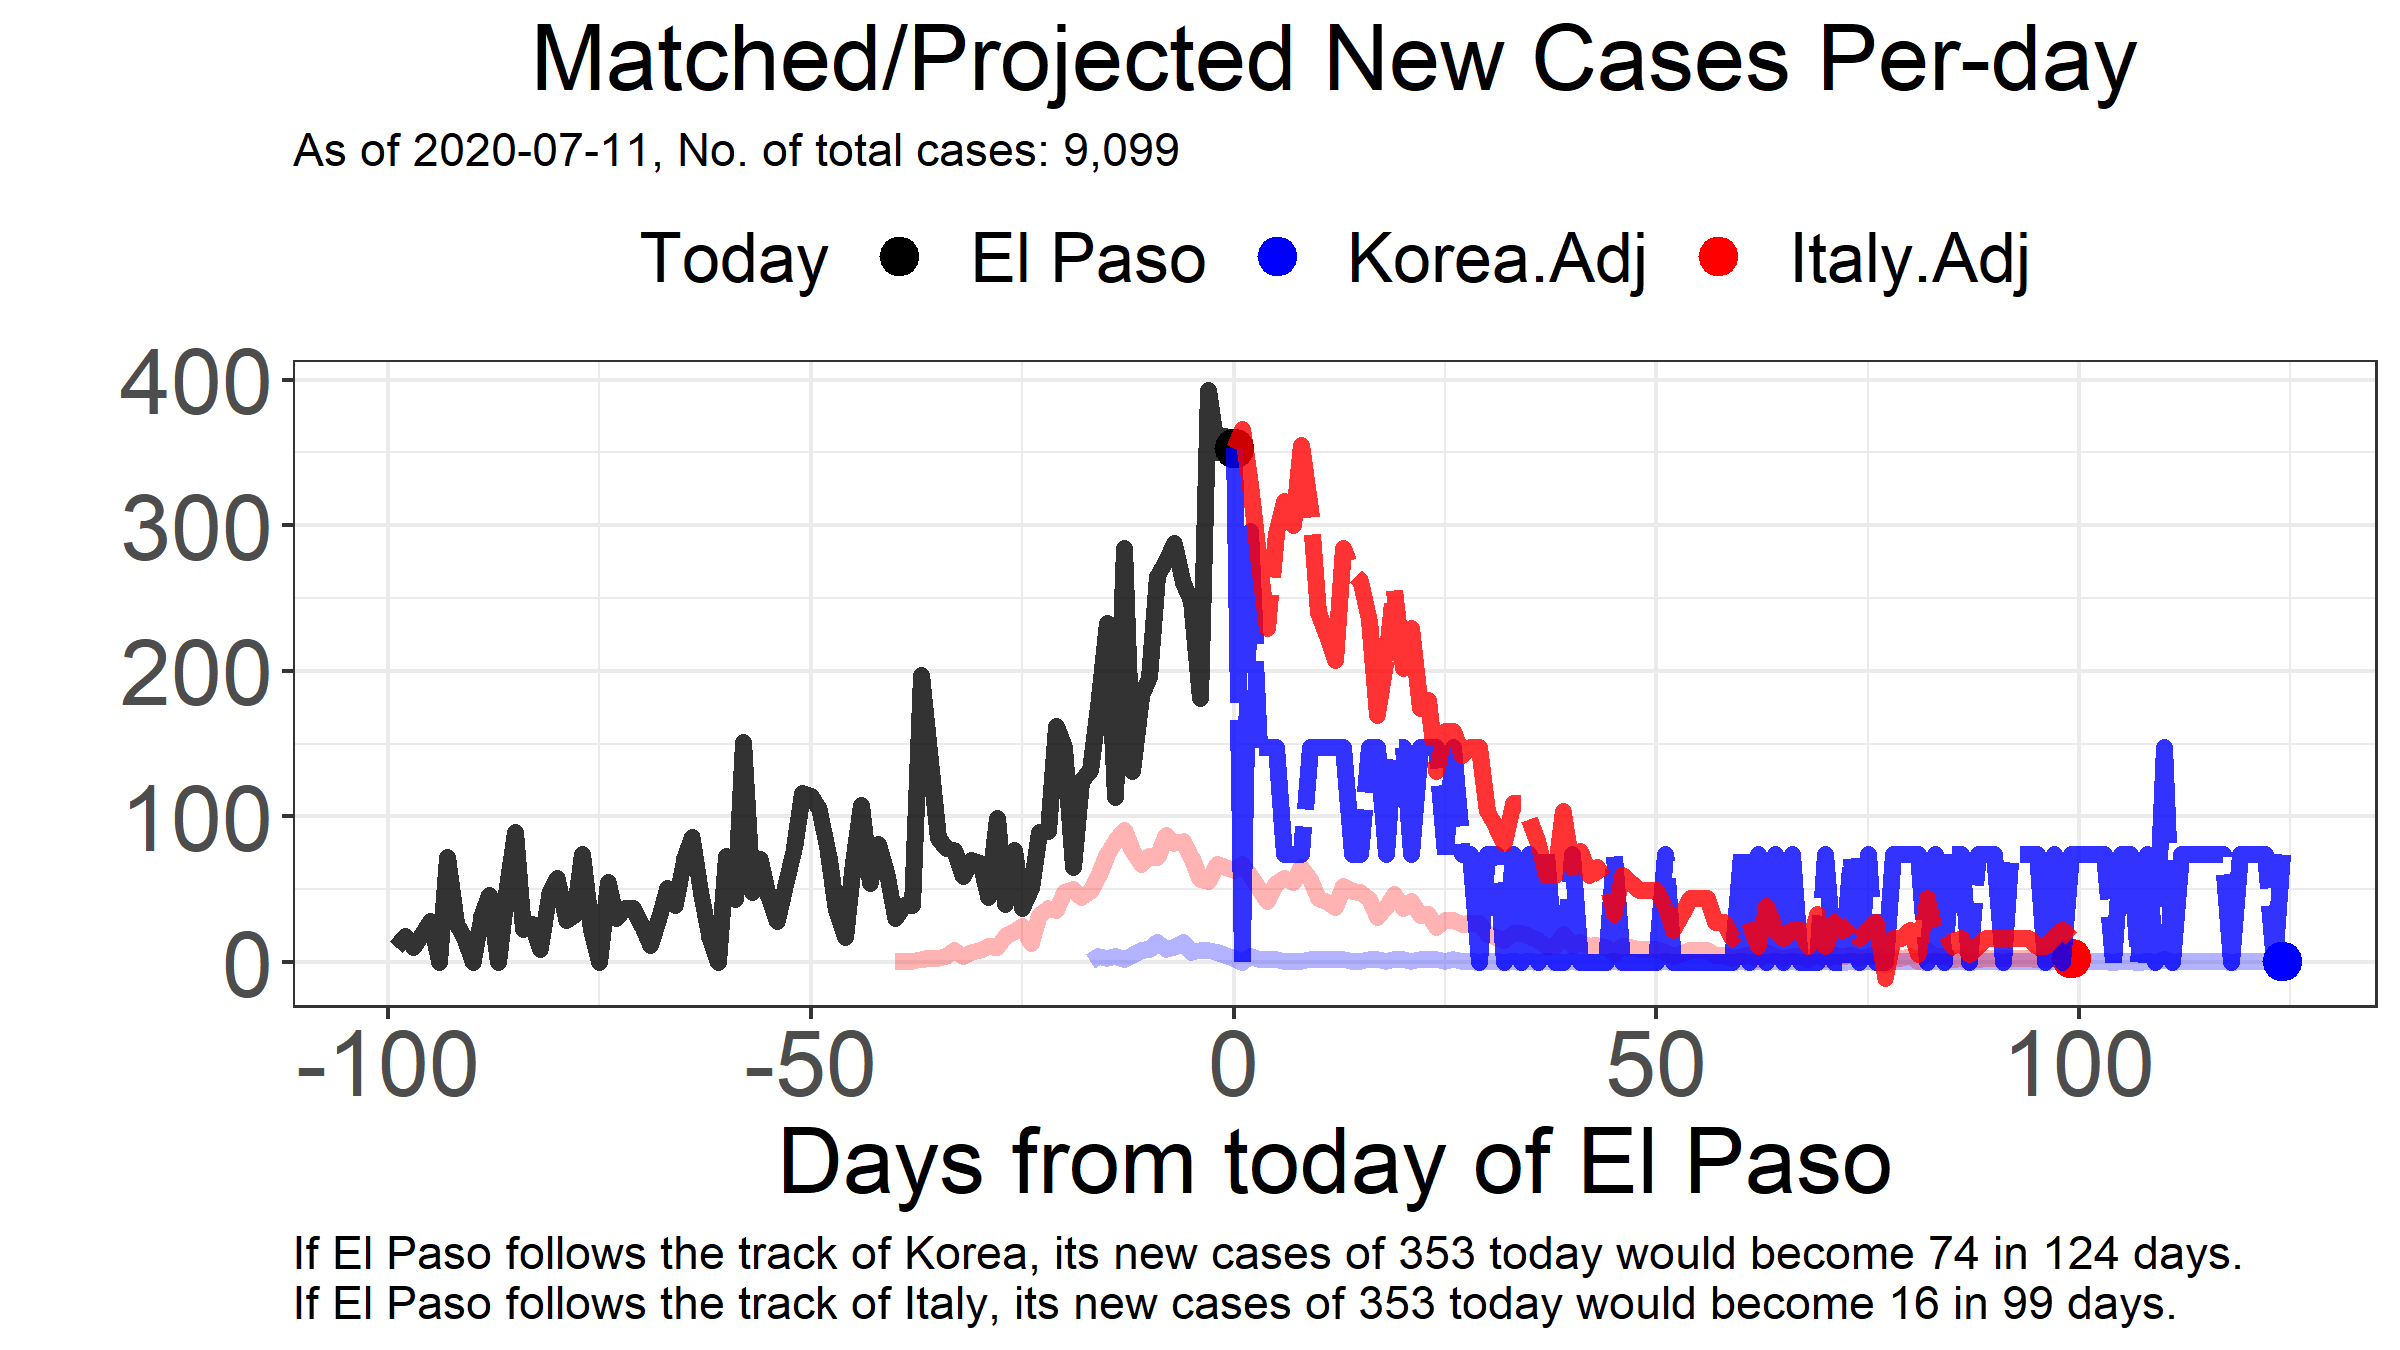 Matched/Projected New Cases Per-day
As of 2020-07-11, No. of total cases: 9,099
Today El Paso Korea.Adj Italy.Adj
400
300
200
100
0
-100 -50 0 50 100
Days from today of El Paso
If El Paso follows the track of Korea, its new cases of 353 today would become 74 in 124 days.
If El Paso follows the track of Italy, its new cases of 353 today would become 16 in 99 days.